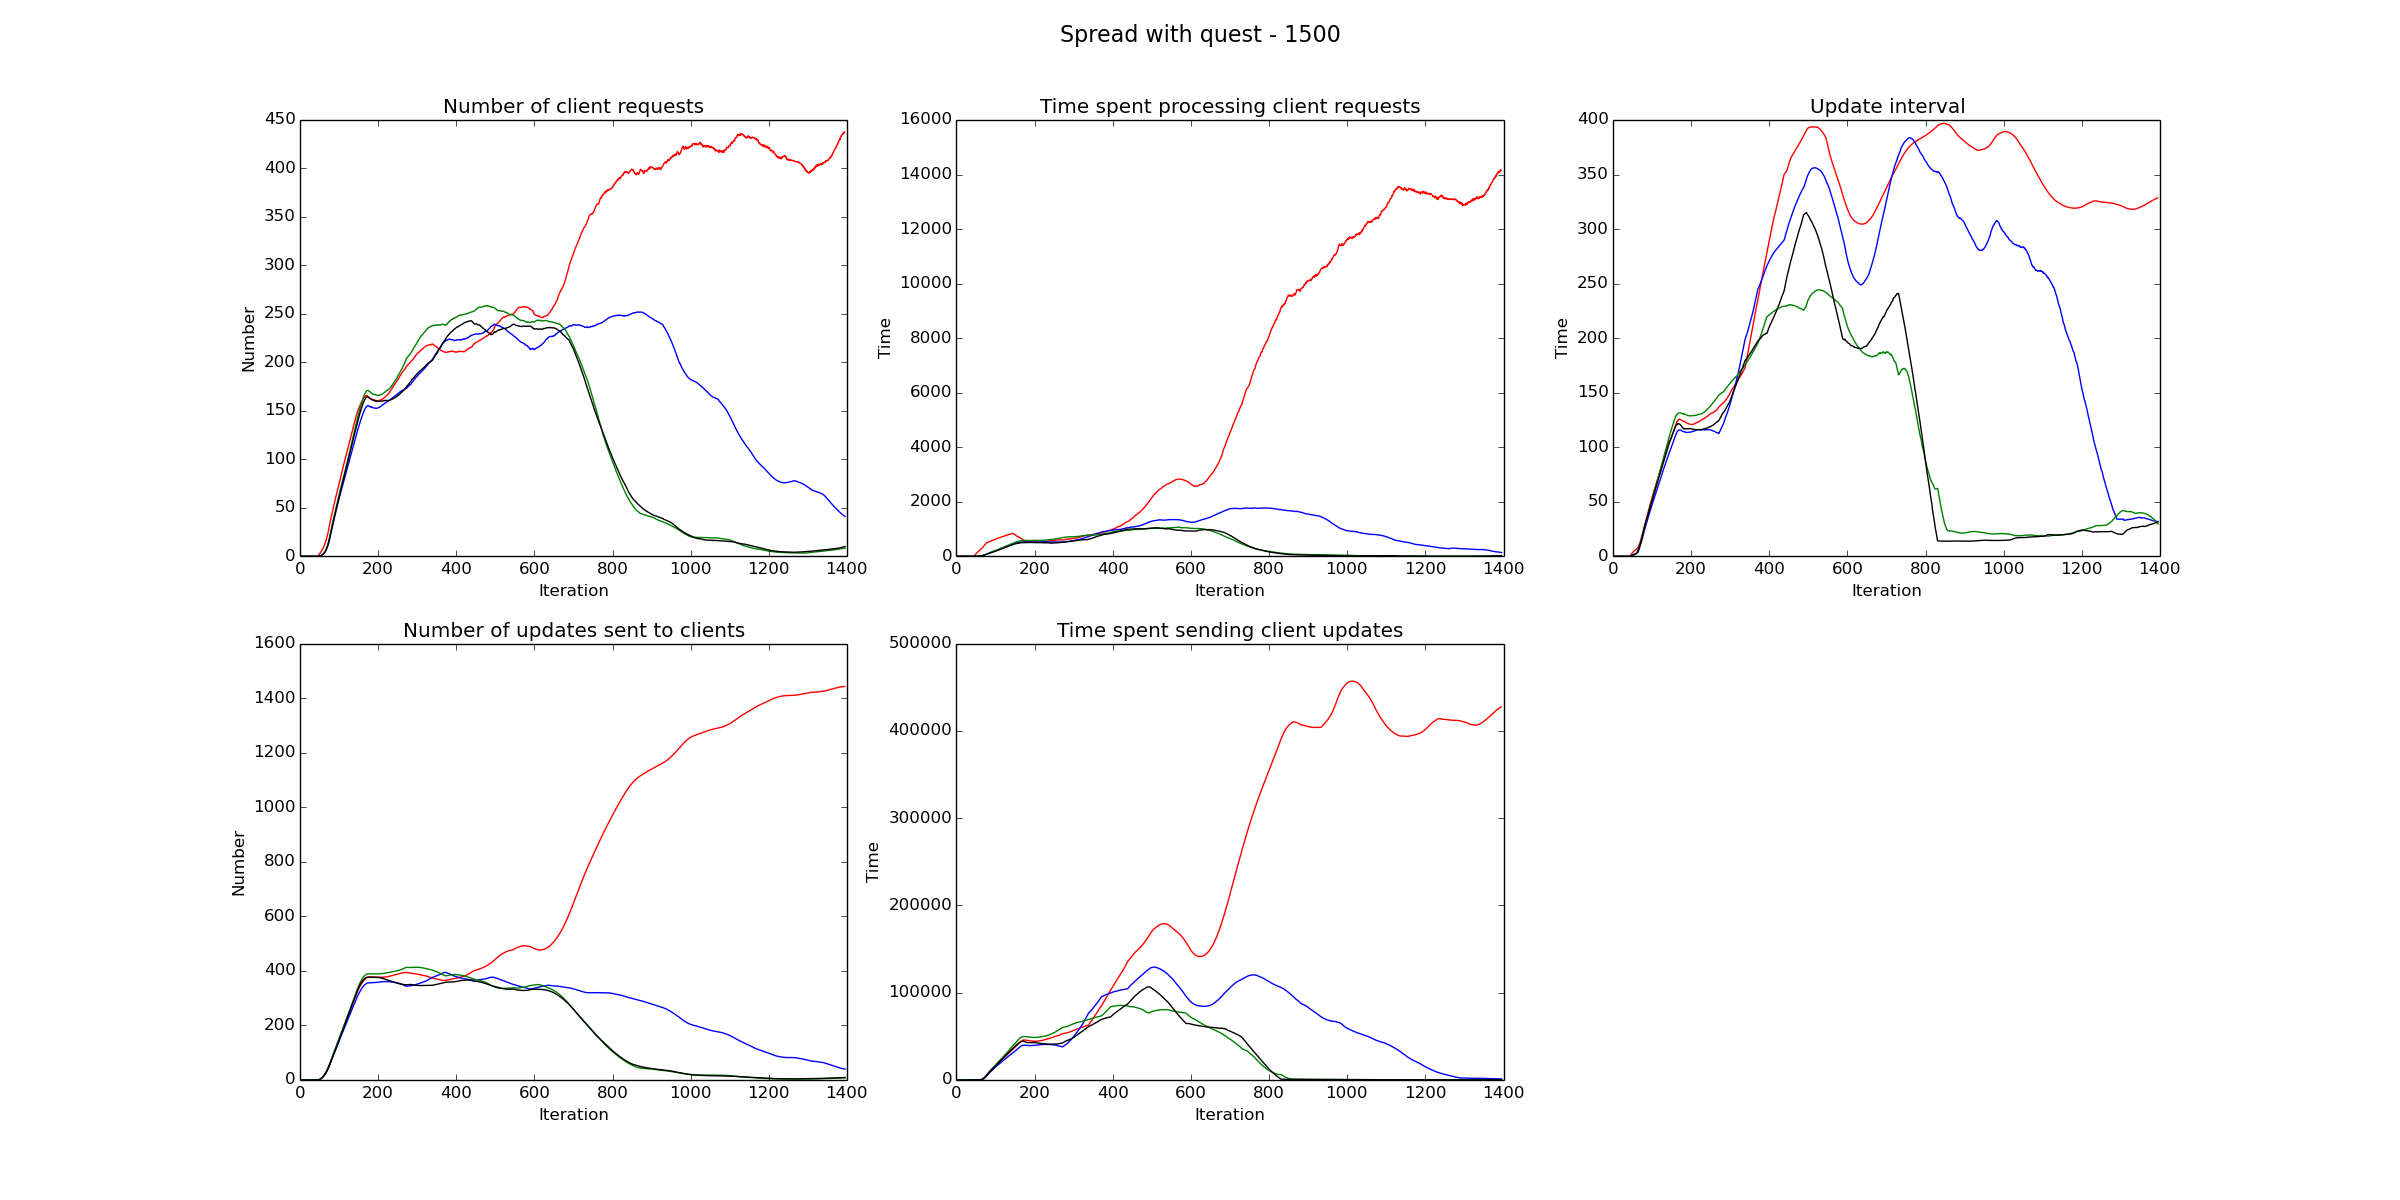 Spread with quest - 1500
Number of client requests
450
400
350
300
250
200
150
100
50
0
Number
0 200 400 600 800 1000 1200 1400
Iteration
Time spent processing client requests
16000
14000
12000
10000
8000
6000
4000
2000
0
Time
0 200 400 600 800 1000 1200 1400
Iteration
Update interval
400
350
300
250
200
150
100
50
0
Time
0 200 400 600 800 1000 1200 1400
Iteration
Number of updates sent to clients
1600
1400
1200
1000
800
600
400
200
0
Number
0 200 400 600 800 1000 1200 1400
Iteration
Time spent sending client updates
500000
400000
300000
200000
100000
0
Time
0 200 400 600 800 1000 1200 1400
Iteration